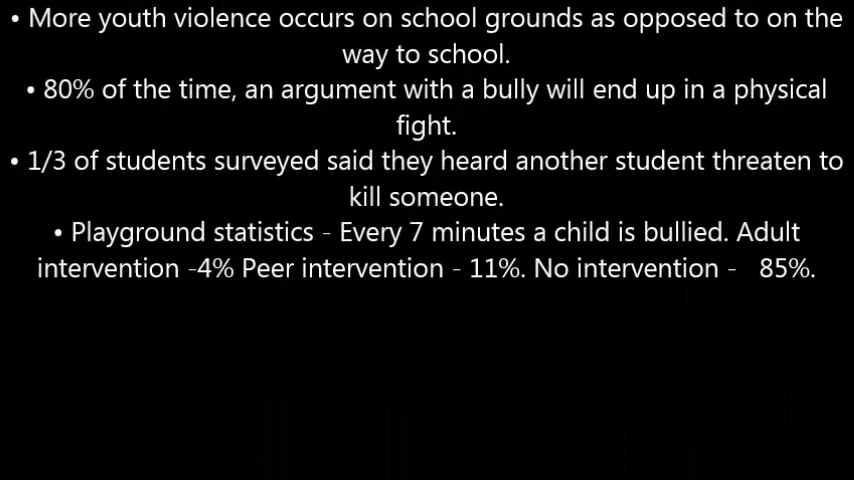 • More youth violence occurs on school grounds as opposed to on the
way to school.
• 80% of the time, an argument with a bully will end up in a physical
fight.
• 1/3 of students surveyed said they heard another student threaten to
kill someone.
• Playground statistics - Every 7 minutes a child is bullied. Adult
intervention -4% Peer intervention - 11%. No intervention -   85%.